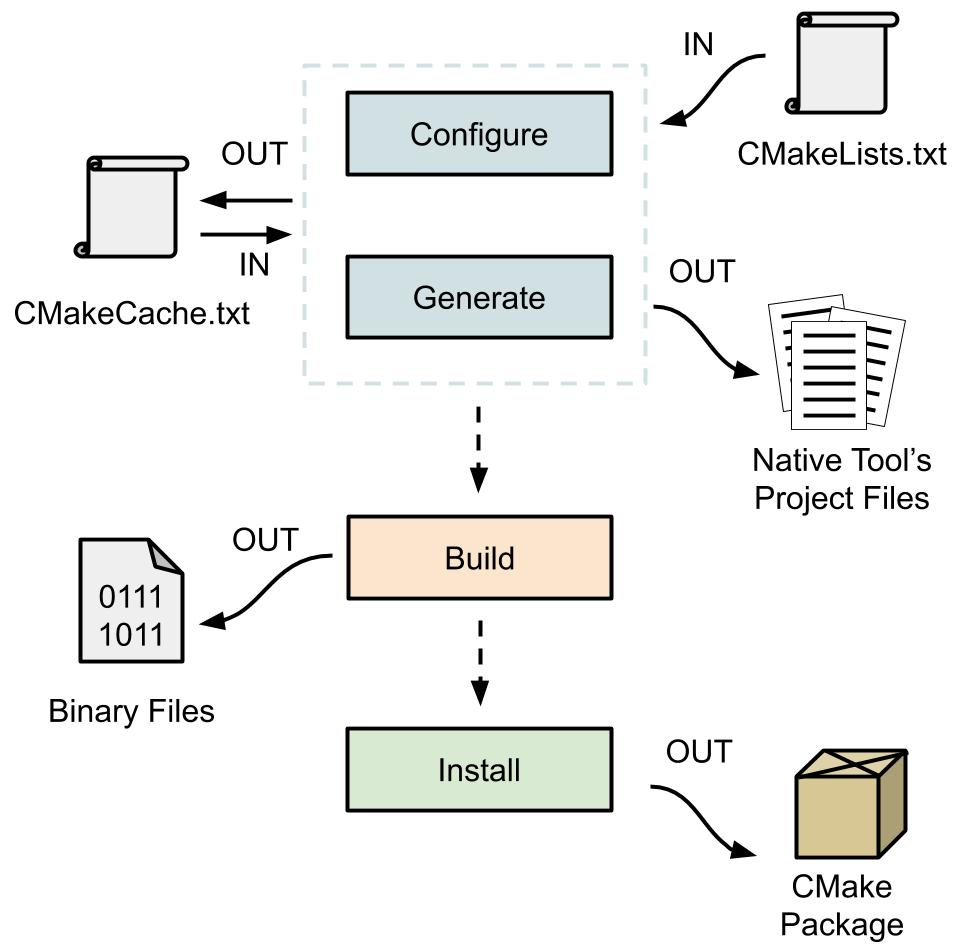 IN
Configure
CMakeLists.txt
OUT
IN
CMakeCache.txt
Generate
OUT
Native Tool's
Project Files
OUT
Build
0111
1011
Binary Files
Install
OUT
CMake
Package